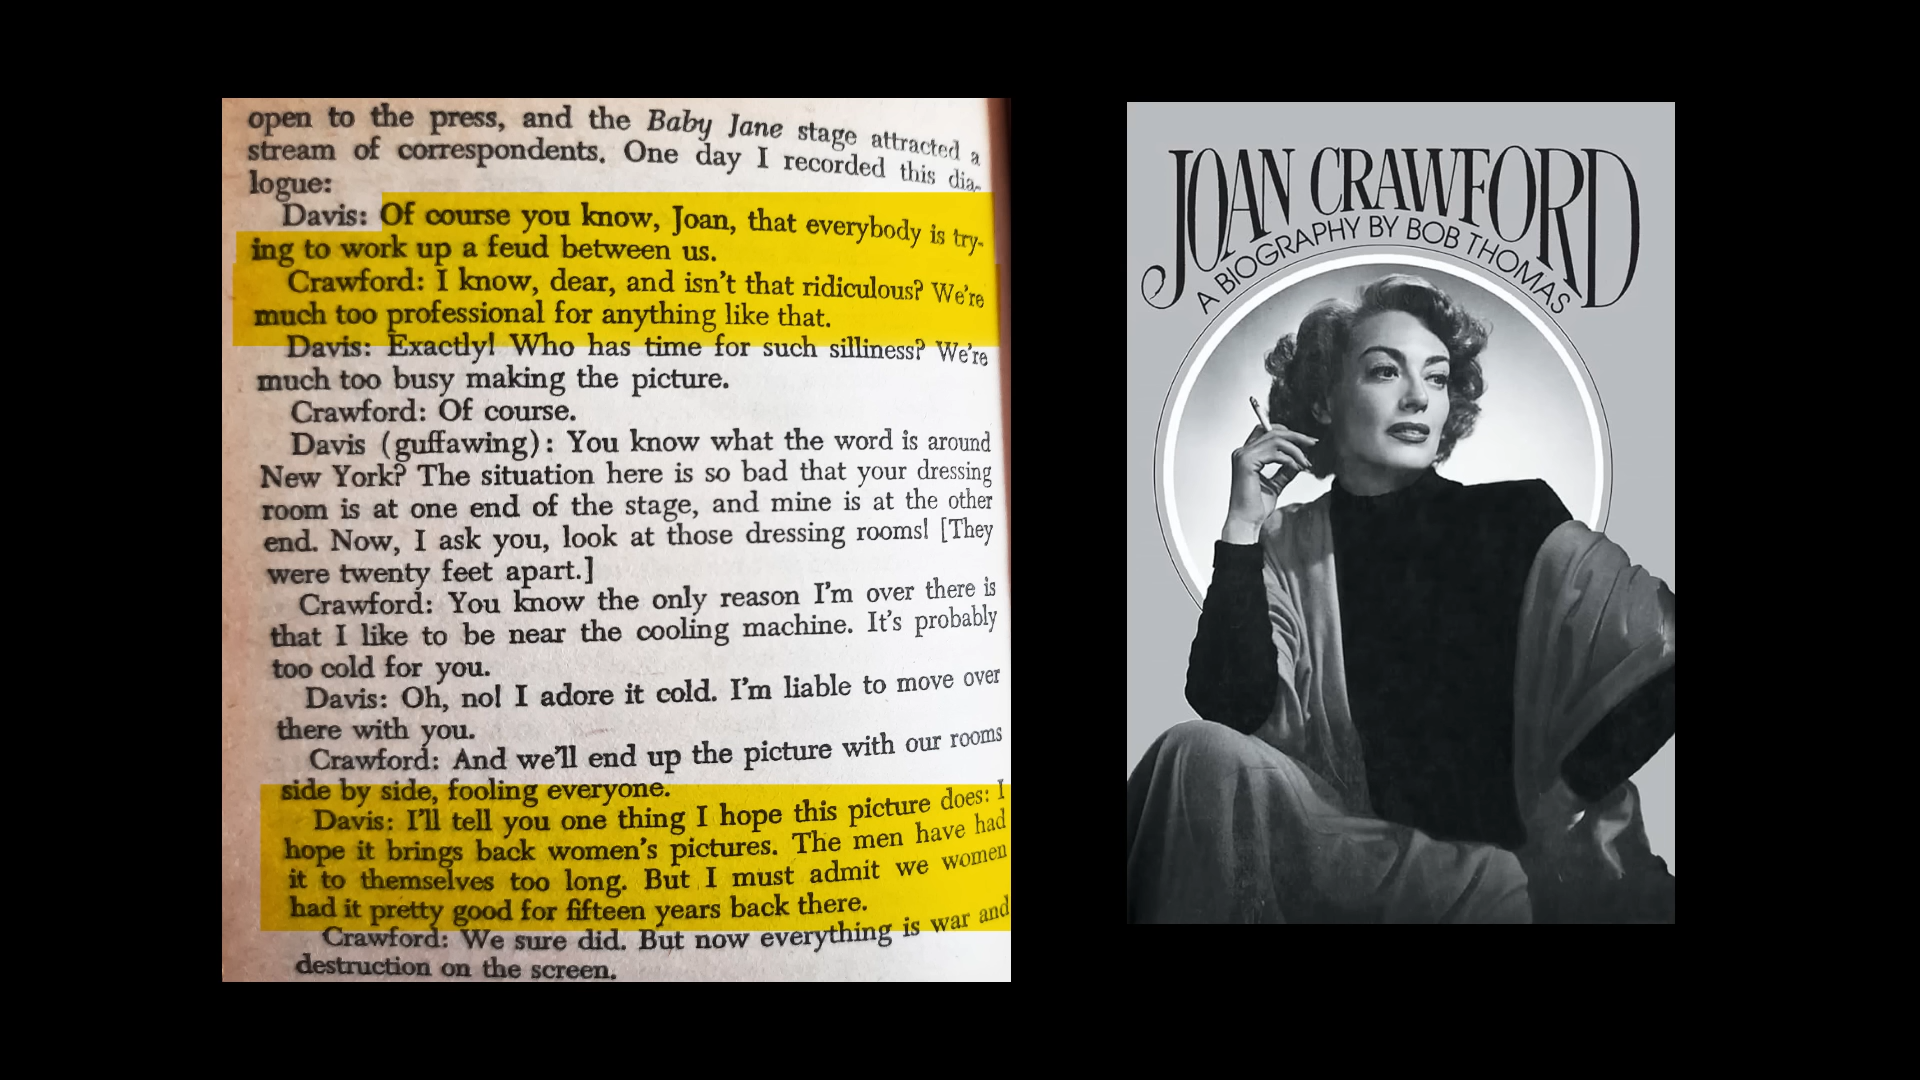 open to the press, and the Baby Jane stage attracted a
stream of correspondents. One day I recorded this dia-
logue:
Davis: Of course you know, Joan, that everybody is try-
ing to work up a feud between us.
Crawford: I know, dear, and isn't that ridiculous? We're
much too professional for anything like that.
Davis: Exactly! Who has time for such silliness? We're
much too busy making the picture.
Crawford: Of course.
Davis (guffawing): You know what the word is around
New York? The situation here is so bad that your dressing
room is at one end of the stage, and mine is at the other
end. Now, I ask you, look at those dressing rooms! [They
were twenty feet apart.]
Crawford: You know the only reason I'm over there is
that I like to be near the cooling machine. It's probably
too cold for you.
Davis: Oh, no! I adore it cold. I'm liable to move over
there with you.
Crawford: And we'll end up the picture with our rooms
side by side, fooling everyone.
Davis: I'll tell you one thing I hope this picture does: I
hope it brings back women's pictures. The men have had
it to themselves too long. But I must admit we women
had it pretty good for fifteen years back there.
Crawford: We sure did. But now everything is war and
destruction on the screen.
JOAN CRAWFORD
A BIOGRAPHY BY BOB THOMAS